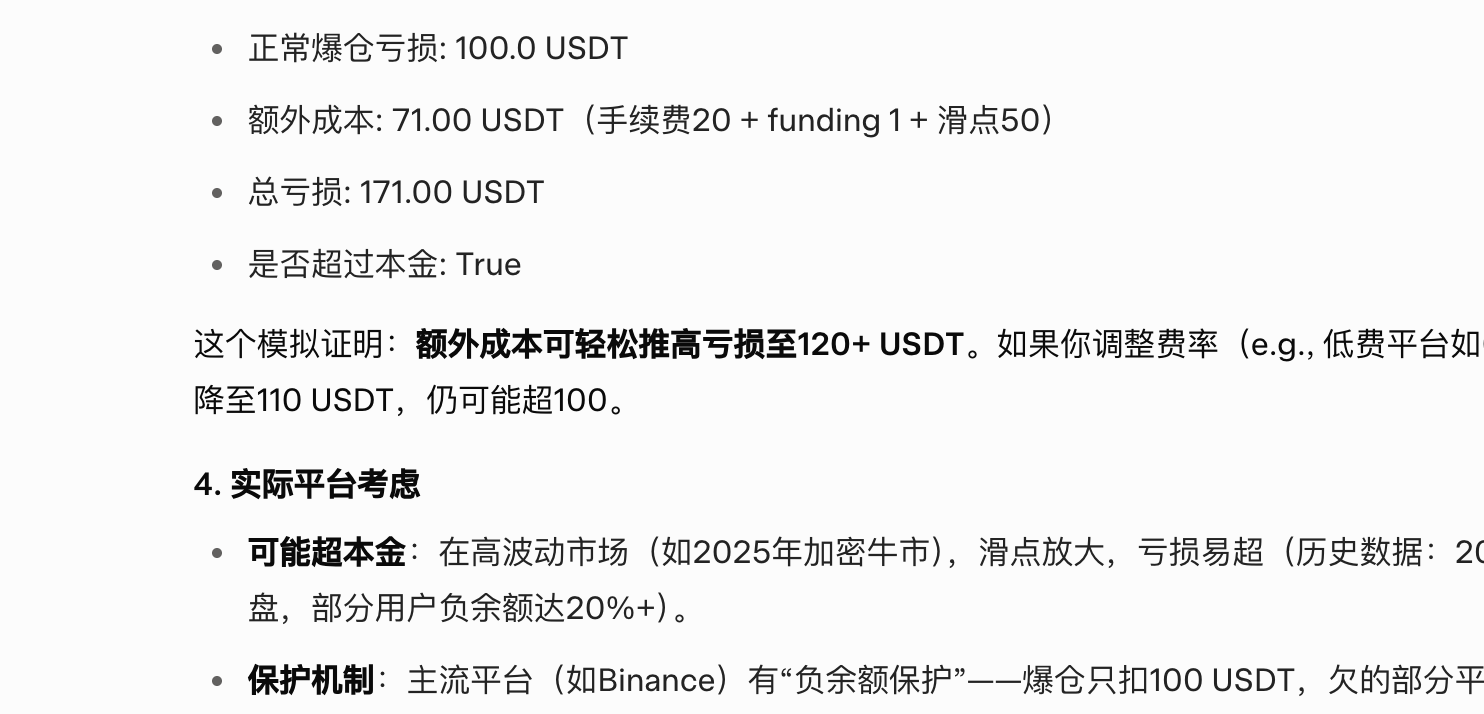 • 正常爆仓亏损: 100.0 USDT
• 额外成本: 71.00 USDT（手续费20 + funding 1 + 滑点50）
• 总亏损: 171.00 USDT
• 是否超过本金: True
这个模拟证明：额外成本可轻松推高亏损至120+ USDT。如果你调整费率（e.g., 低费平台如
降至110 USDT，仍可能超100。
4. 实际平台考虑
• 可能超本金：在高波动市场（如2025年加密牛市），滑点放大，亏损易超（历史数据：20
盘，部分用户负余额达20%+）。
• 保护机制：主流平台（如Binance）有“负余额保护”——爆仓只扣100 USDT，欠的部分平